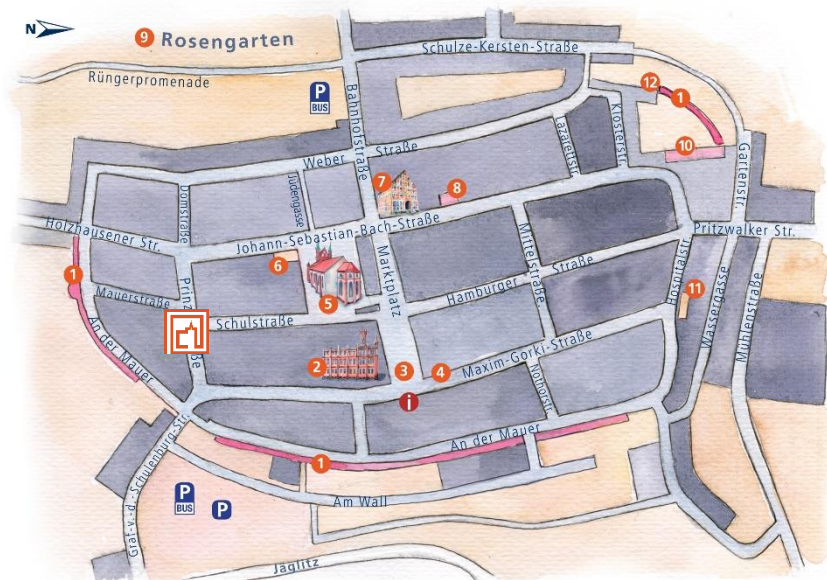 N
9 Rosengarten
Schulze-Kersten-Straße
Rüngerpromenade
P
BUS
Bahnhofstraße
12
1
Klosterstr.
Lazarettstr.
10
Gartenstr.
Weber Straße
7
8
Domstraße
Judengasse
Holzhausener Str.
Johann-Sebastian-Bach-Straße
Mittelstraße
Pritzwalker Str.
6
1
Marktplatz
Hamburger Straße
Hospitalstr.
11
Wassergasse
Mühlenstraße
Mauerstraße
5
Schulstraße
An der Mauer
2
3
4
Maxim-Gorki-Straße
i
Nothorstr.
Graf-v.-d.-Schulenburg-Str.
An der Mauer
1
P
BUS
P
Am Wall
Jäglitz